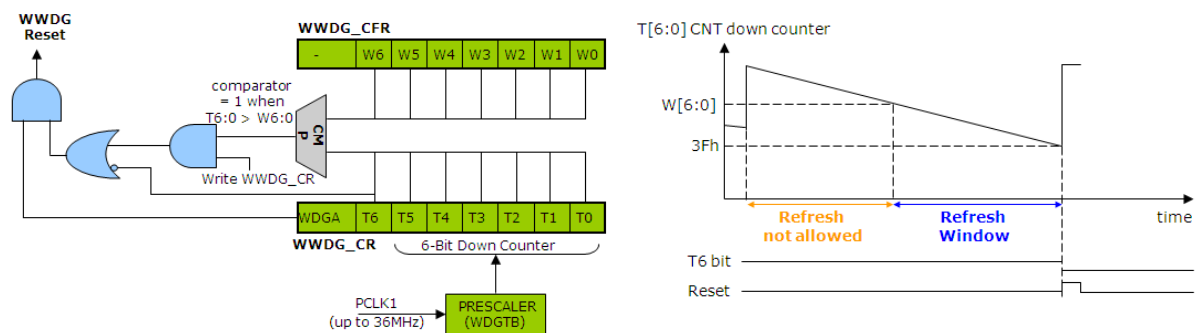 WWDG
Reset
WWDG_CFR
- W6 W5 W4 W3 W2 W1 W0
comparator
= 1 when
T6:0 > W6:0
CM
P
Write WWDG_CR
WDGA T6 T5 T4 T3 T2 T1 T0
WWDG_CR
6-Bit Down Counter
PCLK1
(up to 36MHz)
PRESCALER
(WDGTB)
T[6:0] CNT down counter
W[6:0]
3Fh
Refresh
not allowed
Refresh
Window
time
T6 bit
Reset